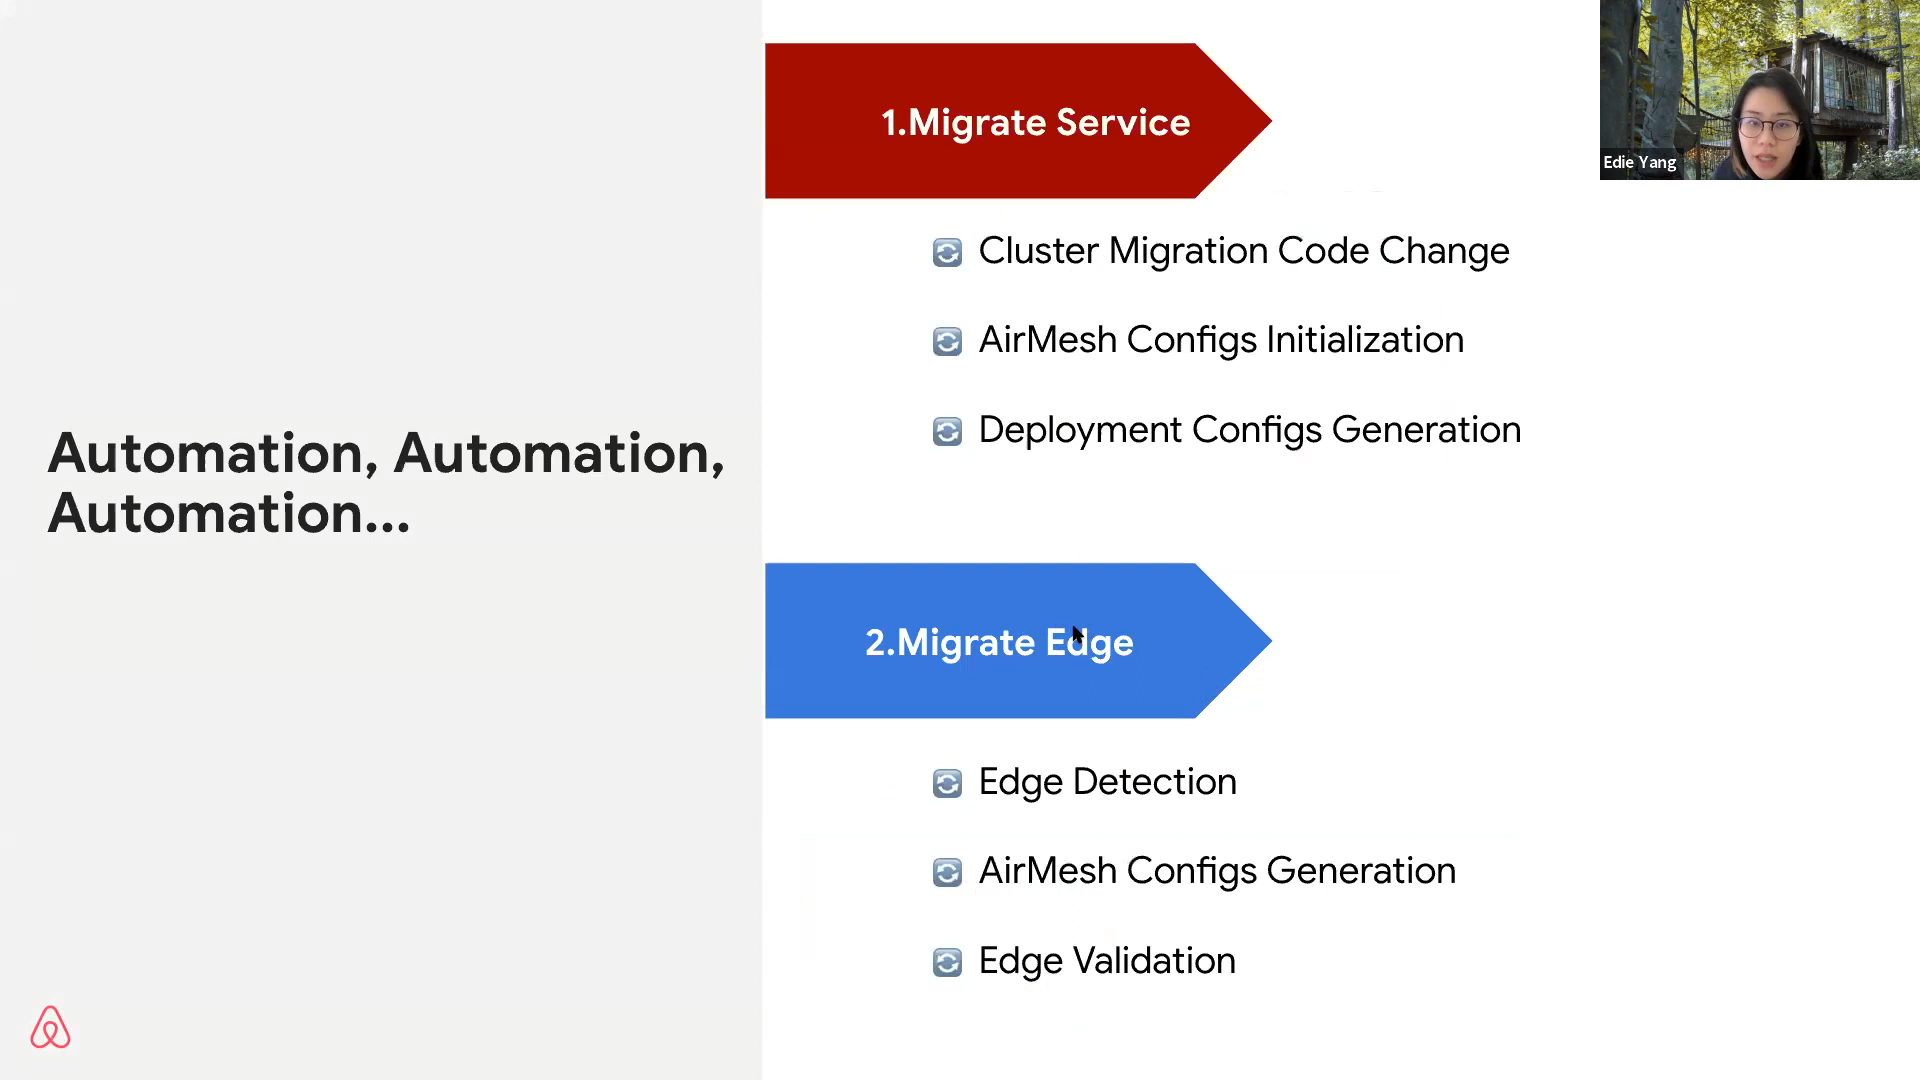 Automation, Automation,
Automation...
1.Migrate Service
Cluster Migration Code Change
AirMesh Configs Initialization
Deployment Configs Generation
2.Migrate Edge
Edge Detection
AirMesh Configs Generation
Edge Validation
Edie Yang